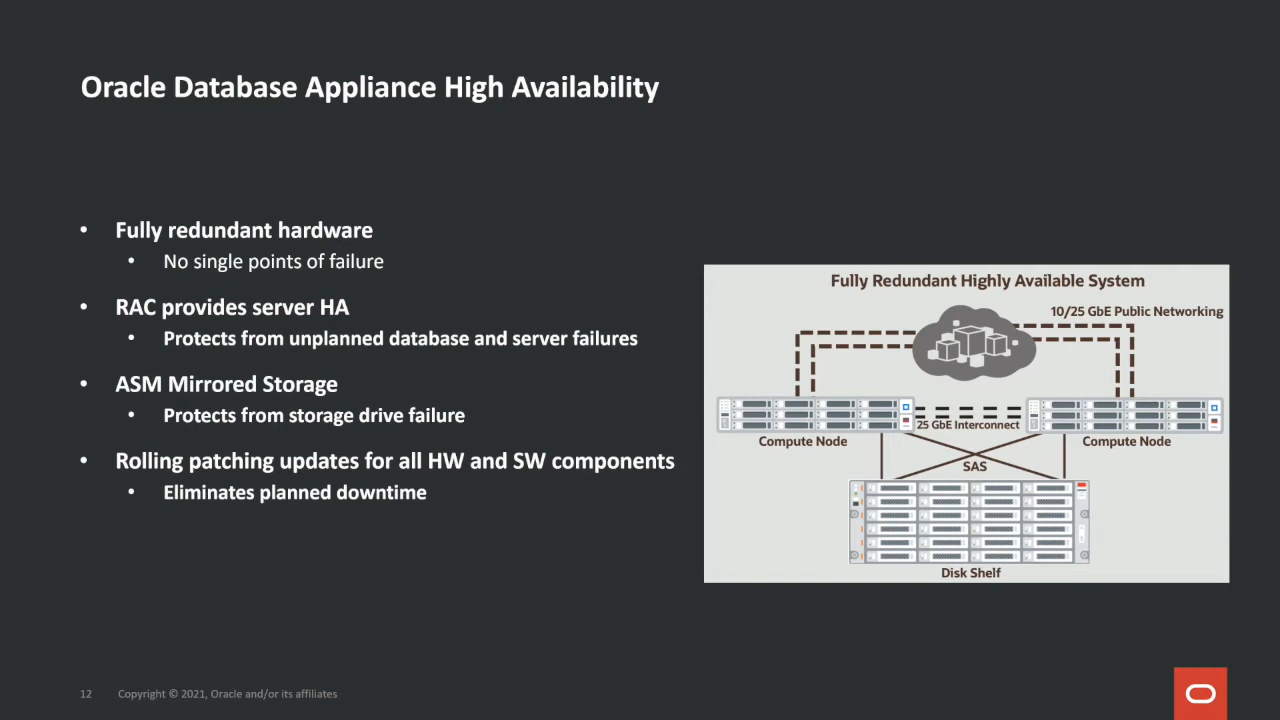 Oracle Database Appliance High Availability
• Fully redundant hardware
• No single points of failure
• RAC provides server HA
• Protects from unplanned database and server failures
• ASM Mirrored Storage
• Protects from storage drive failure
• Rolling patching updates for all HW and SW components
• Eliminates planned downtime
Fully Redundant Highly Available System
10/25 GbE Public Networking
25 GbE Interconnect
Compute Node
Compute Node
SAS
Disk Shelf
12 Copyright © 2021, Oracle and/or its affiliates